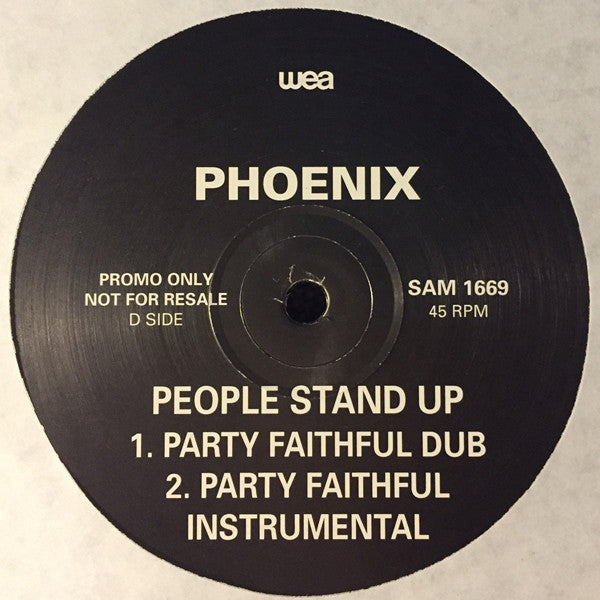 wea
PHOENIX
PROMO ONLY
NOT FOR RESALE
D SIDE
SAM 1669
45 RPM
PEOPLE STAND UP
1. PARTY FAITHFUL DUB
2. PARTY FAITHFUL
INSTRUMENTAL